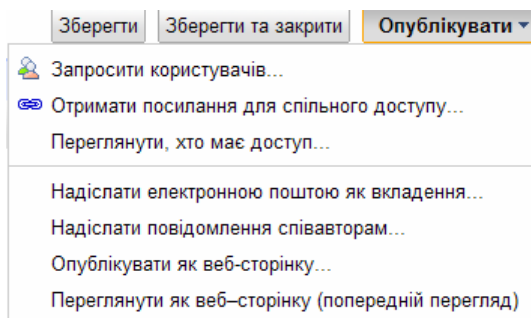 Зберегти Зберегти та закрити Опублікувати
Запросити користувачів...
Отримати посилання для спільного доступу...
Переглянути, хто має доступ...
Надіслати електронною поштою як вкладення...
Надіслати повідомлення співавторам...
Опублікувати як веб-сторінку...
Переглянути як веб–сторінку (попередній перегляд)